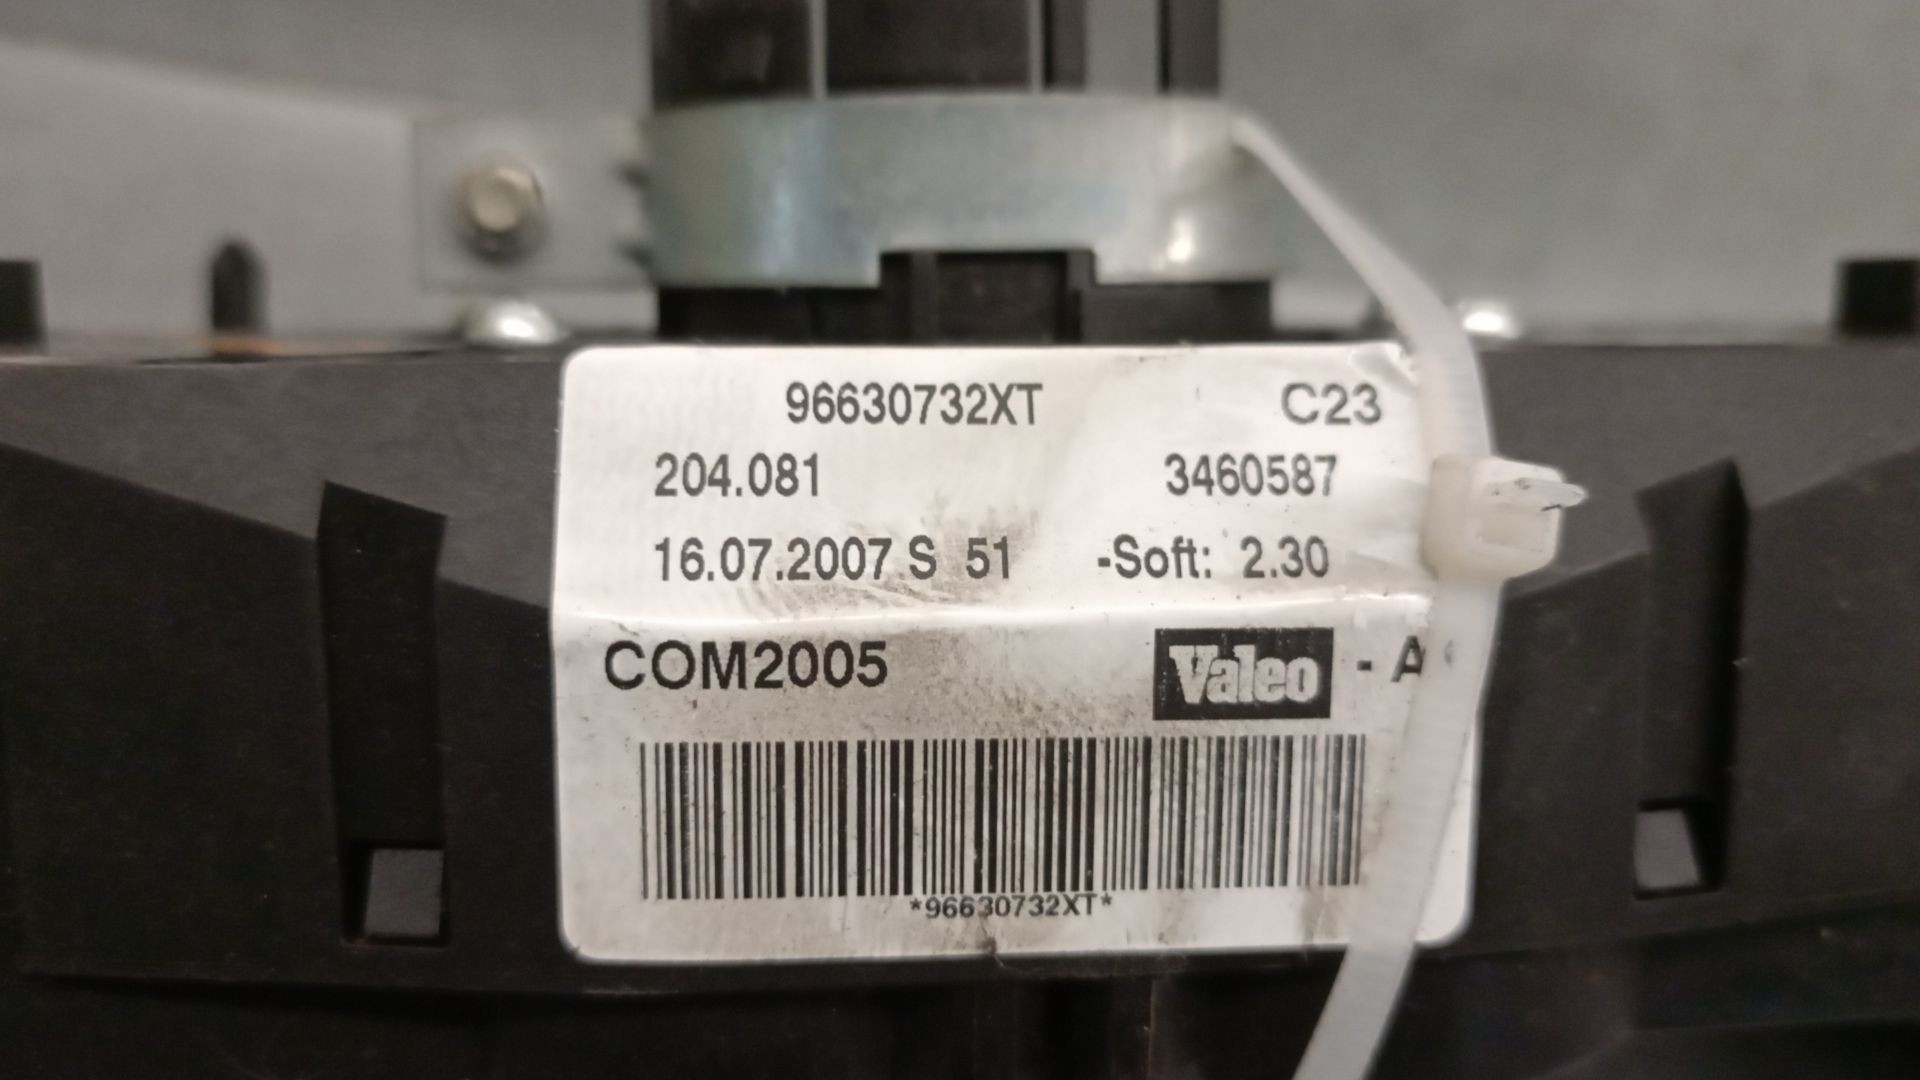 96630732XT C23
204.081 3460587
16.07.2007 S 51 -Soft: 2.30
COM2005 Valeo - A
*96630732XT*